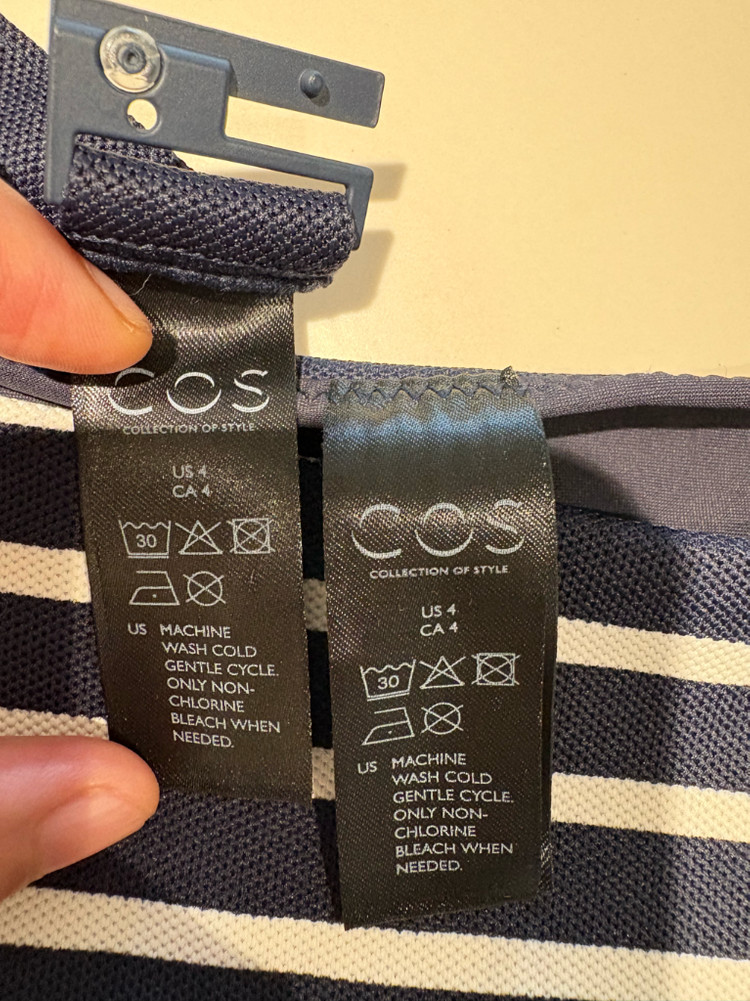 COS
COLLECTION OF STYLE
US 4
CA 4
30
US MACHINE
WASH COLD
GENTLE CYCLE.
ONLY NON-
CHLORINE
BLEACH WHEN
NEEDED.
COS
COLLECTION OF STYLE
US 4
CA 4
30
US MACHINE
WASH COLD
GENTLE CYCLE.
ONLY NON-
CHLORINE
BLEACH WHEN
NEEDED.